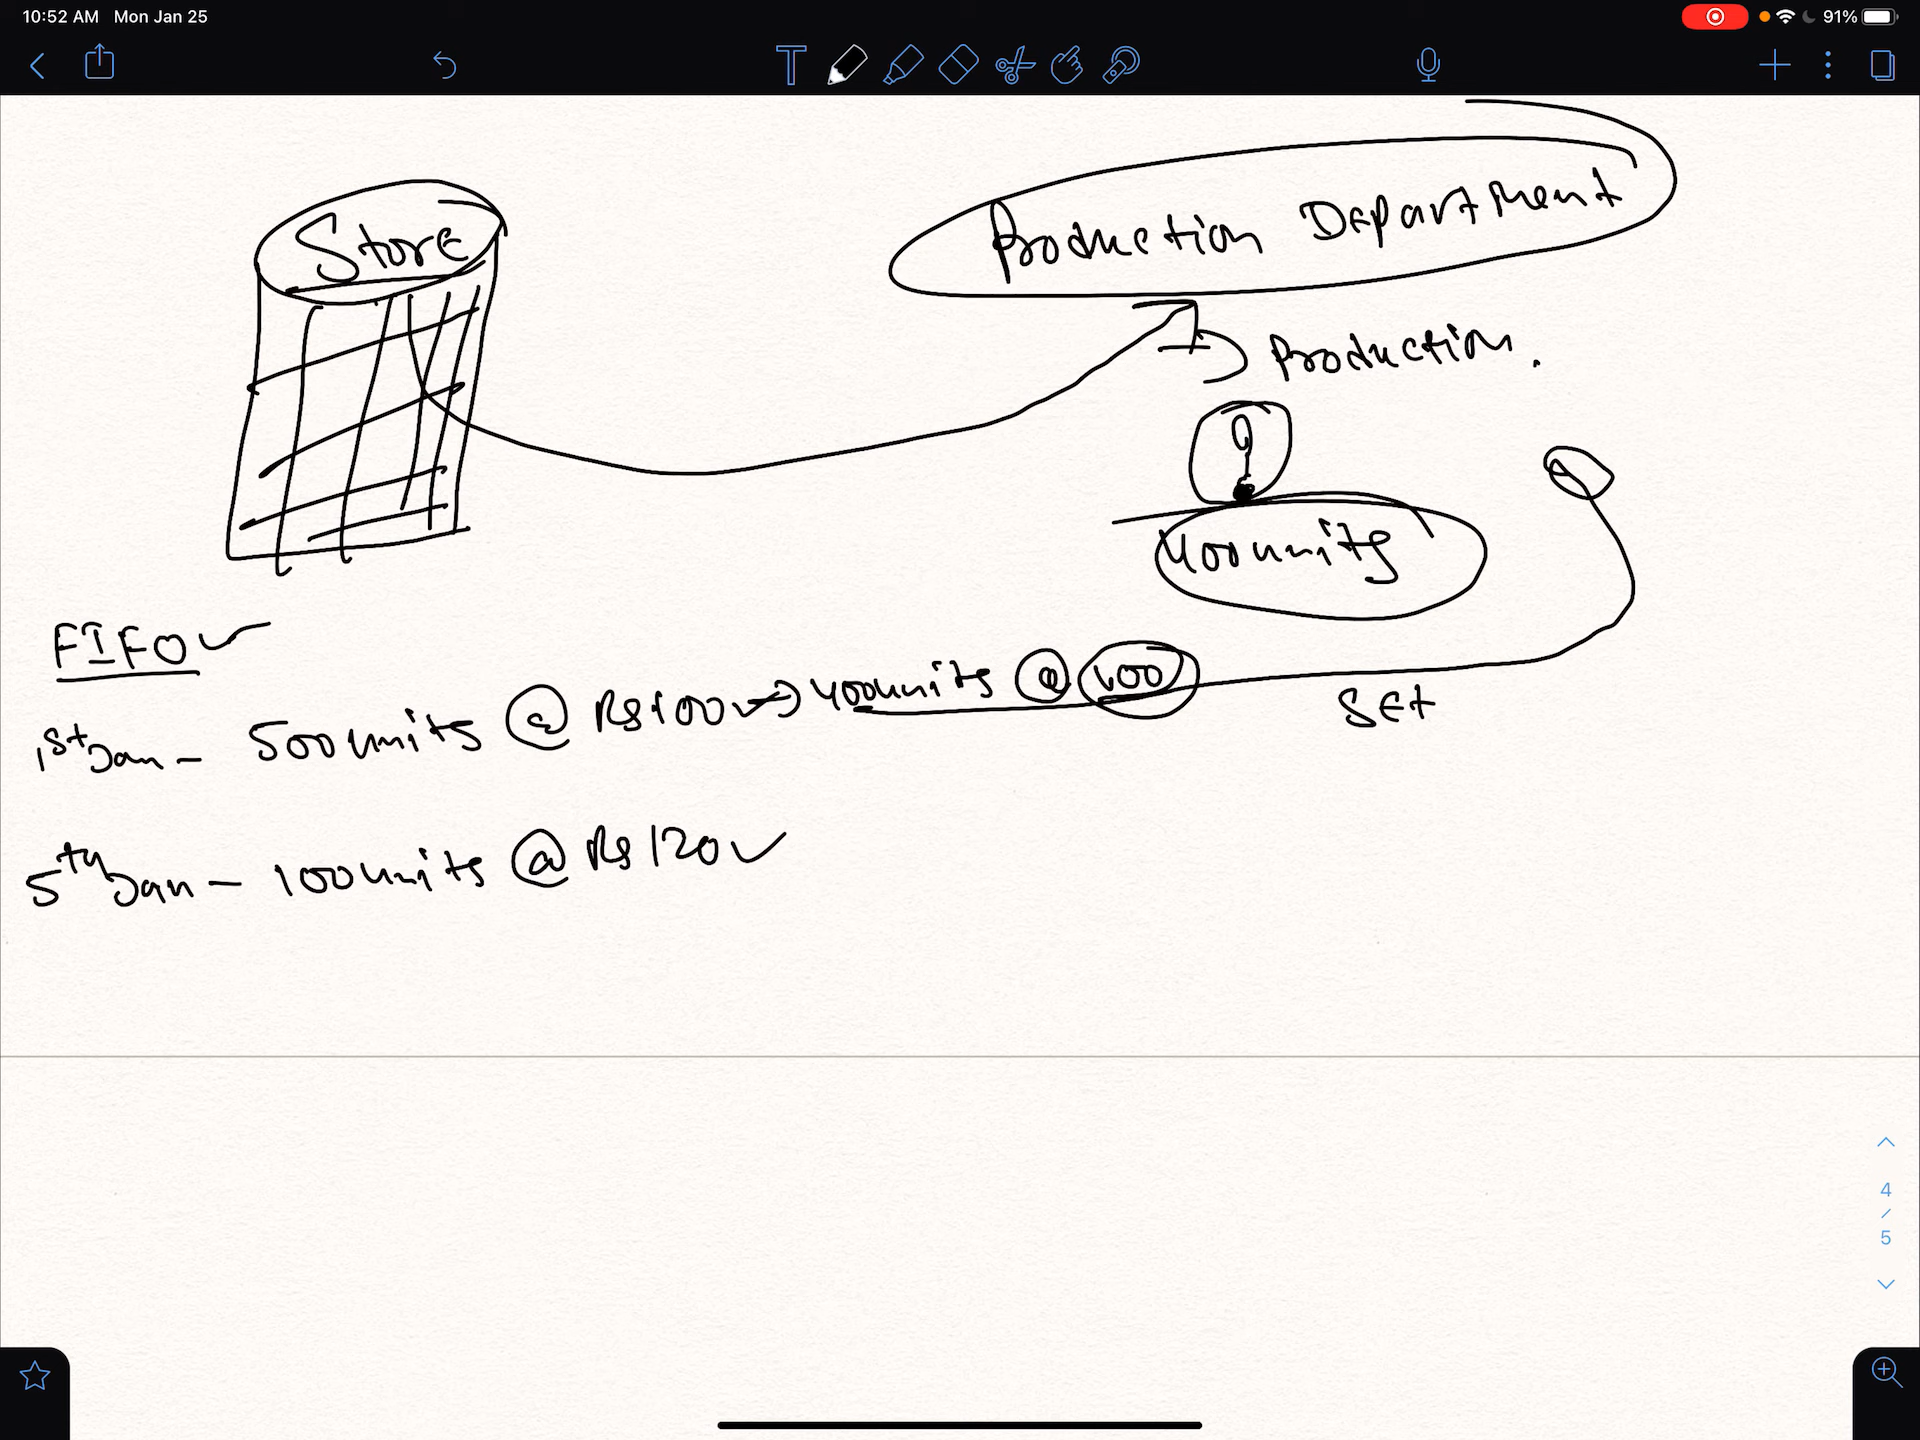 10:52 AM Mon Jan 25
91%
T
Store
Production Department
Production.
400 units
FIFO
1st Jan - 500 units @ Rs 100 → 400 units @ 100
Set
5th Jan - 100 units @ Rs 120
4
/
5